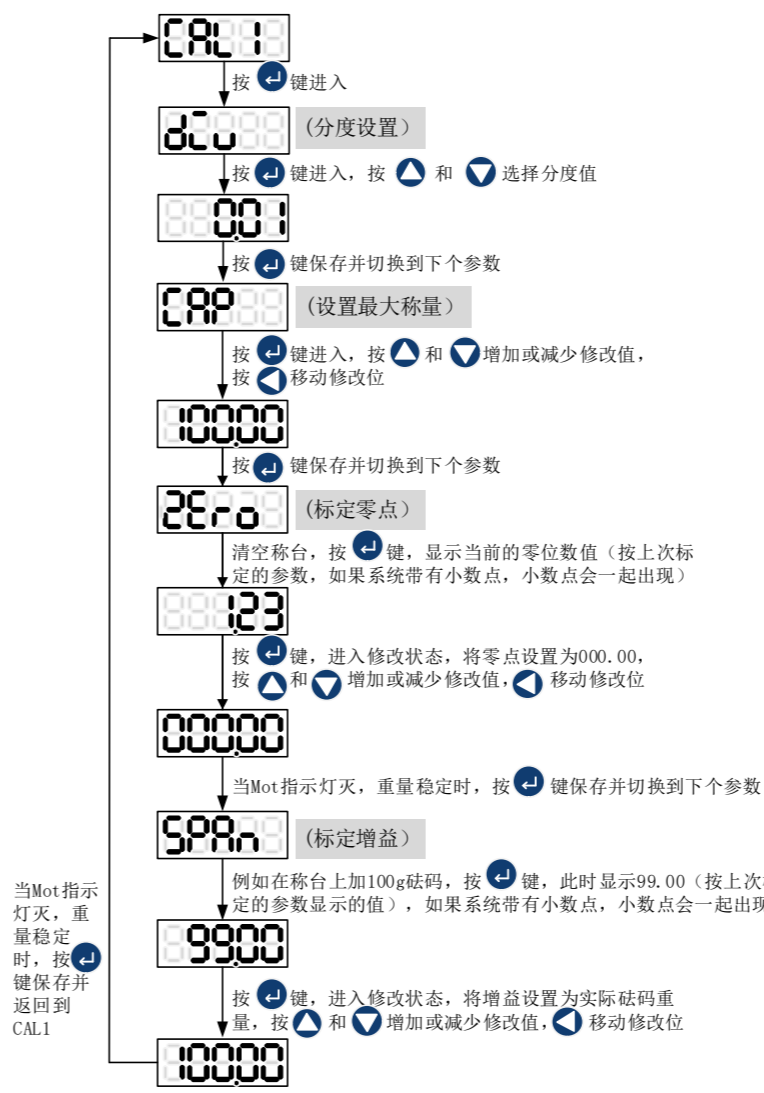 CAL1
按 键进入
div
(分度设置)
按 键进入，按 和 选择分度值
0.01
按 键保存并切换到下个参数
CAP
(设置最大称量)
按 键进入，按 和 增加或减少修改值，
按 移动修改位
100.00
按 键保存并切换到下个参数
ZEro
(标定零点)
清空称台，按 键，显示当前的零位数值（按上次标
定的参数，如果系统带有小数点，小数点会一起出现）
1.23
按 键，进入修改状态，将零点设置为000.00，
按 和 增加或减少修改值， 移动修改位
000.00
当Mot指示灯灭，重量稳定时，按 键保存并切换到下个参数
SPAn
(标定增益)
例如在称台上加100g砝码，按 键，此时显示99.00（按上次
定的参数显示的值），如果系统带有小数点，小数点会一起出现
99.00
按 键，进入修改状态，将增益设置为实际砝码重
量，按 和 增加或减少修改值， 移动修改位
100.00
当Mot指示
灯灭，重
量稳定
时，按
键保存并
返回到
CAL1